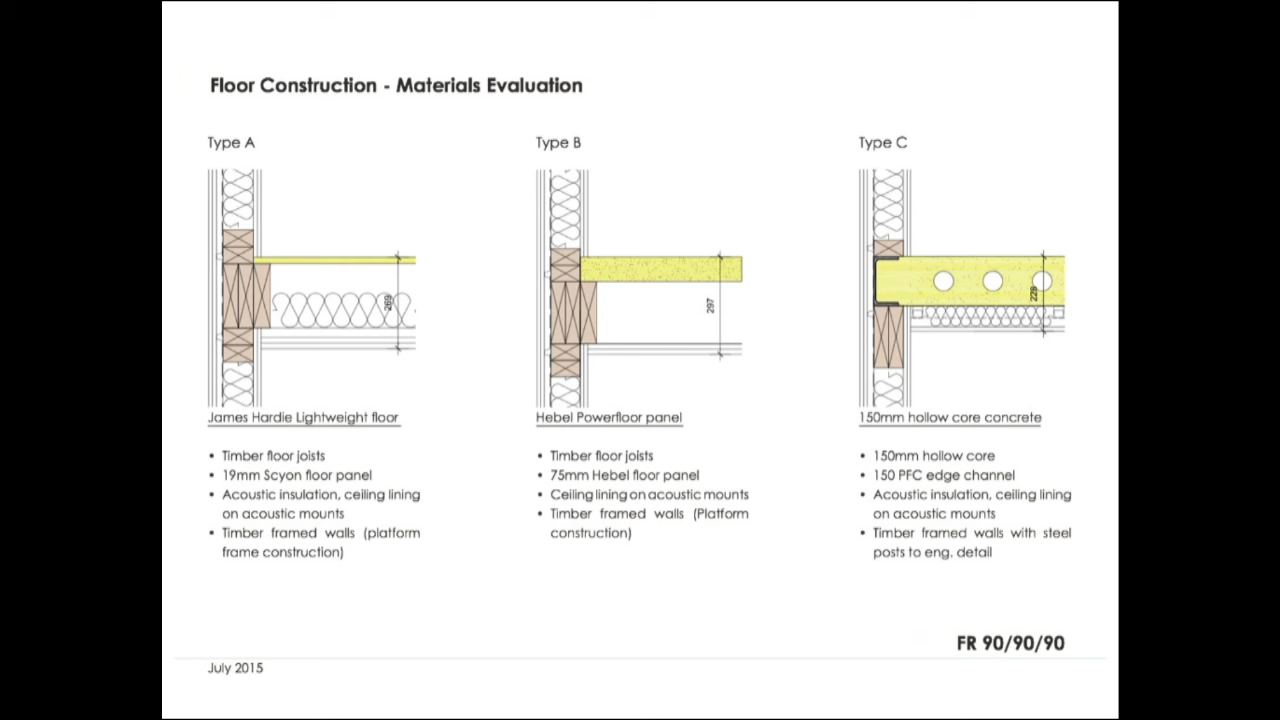 Floor Construction - Materials Evaluation
Type A
269
James Hardie Lightweight floor
• Timber floor joists
• 19mm Scyon floor panel
• Acoustic insulation, ceiling lining
on acoustic mounts
• Timber framed walls (platform
frame construction)
Type B
297
Hebel Powerfloor panel
• Timber floor joists
• 75mm Hebel floor panel
• Ceiling lining on acoustic mounts
• Timber framed walls (Platform
construction)
Type C
228
150mm hollow core concrete
• 150mm hollow core
• 150 PFC edge channel
• Acoustic insulation, ceiling lining
on acoustic mounts
• Timber framed walls with steel
posts to eng. detail
FR 90/90/90
July 2015